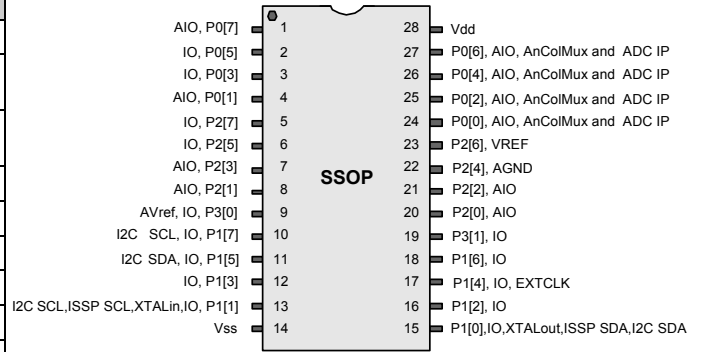 AIO, P0[7] 1 28 Vdd
IO, P0[5] 2 27 P0[6], AIO, AnColMux and ADC IP
IO, P0[3] 3 26 P0[4], AIO, AnColMux and ADC IP
AIO, P0[1] 4 25 P0[2], AIO, AnColMux and ADC IP
IO, P2[7] 5 24 P0[0], AIO, AnColMux and ADC IP
IO, P2[5] 6 23 P2[6], VREF
AIO, P2[3] 7 SSOP 22 P2[4], AGND
AIO, P2[1] 8 21 P2[2], AIO
AVref, IO, P3[0] 9 20 P2[0], AIO
I2C SCL, IO, P1[7] 10 19 P3[1], IO
I2C SDA, IO, P1[5] 11 18 P1[6], IO
IO, P1[3] 12 17 P1[4], IO, EXTCLK
I2C SCL,ISSP SCL,XTALin,IO, P1[1] 13 16 P1[2], IO
Vss 14 15 P1[0],IO,XTALout,ISSP SDA,I2C SDA